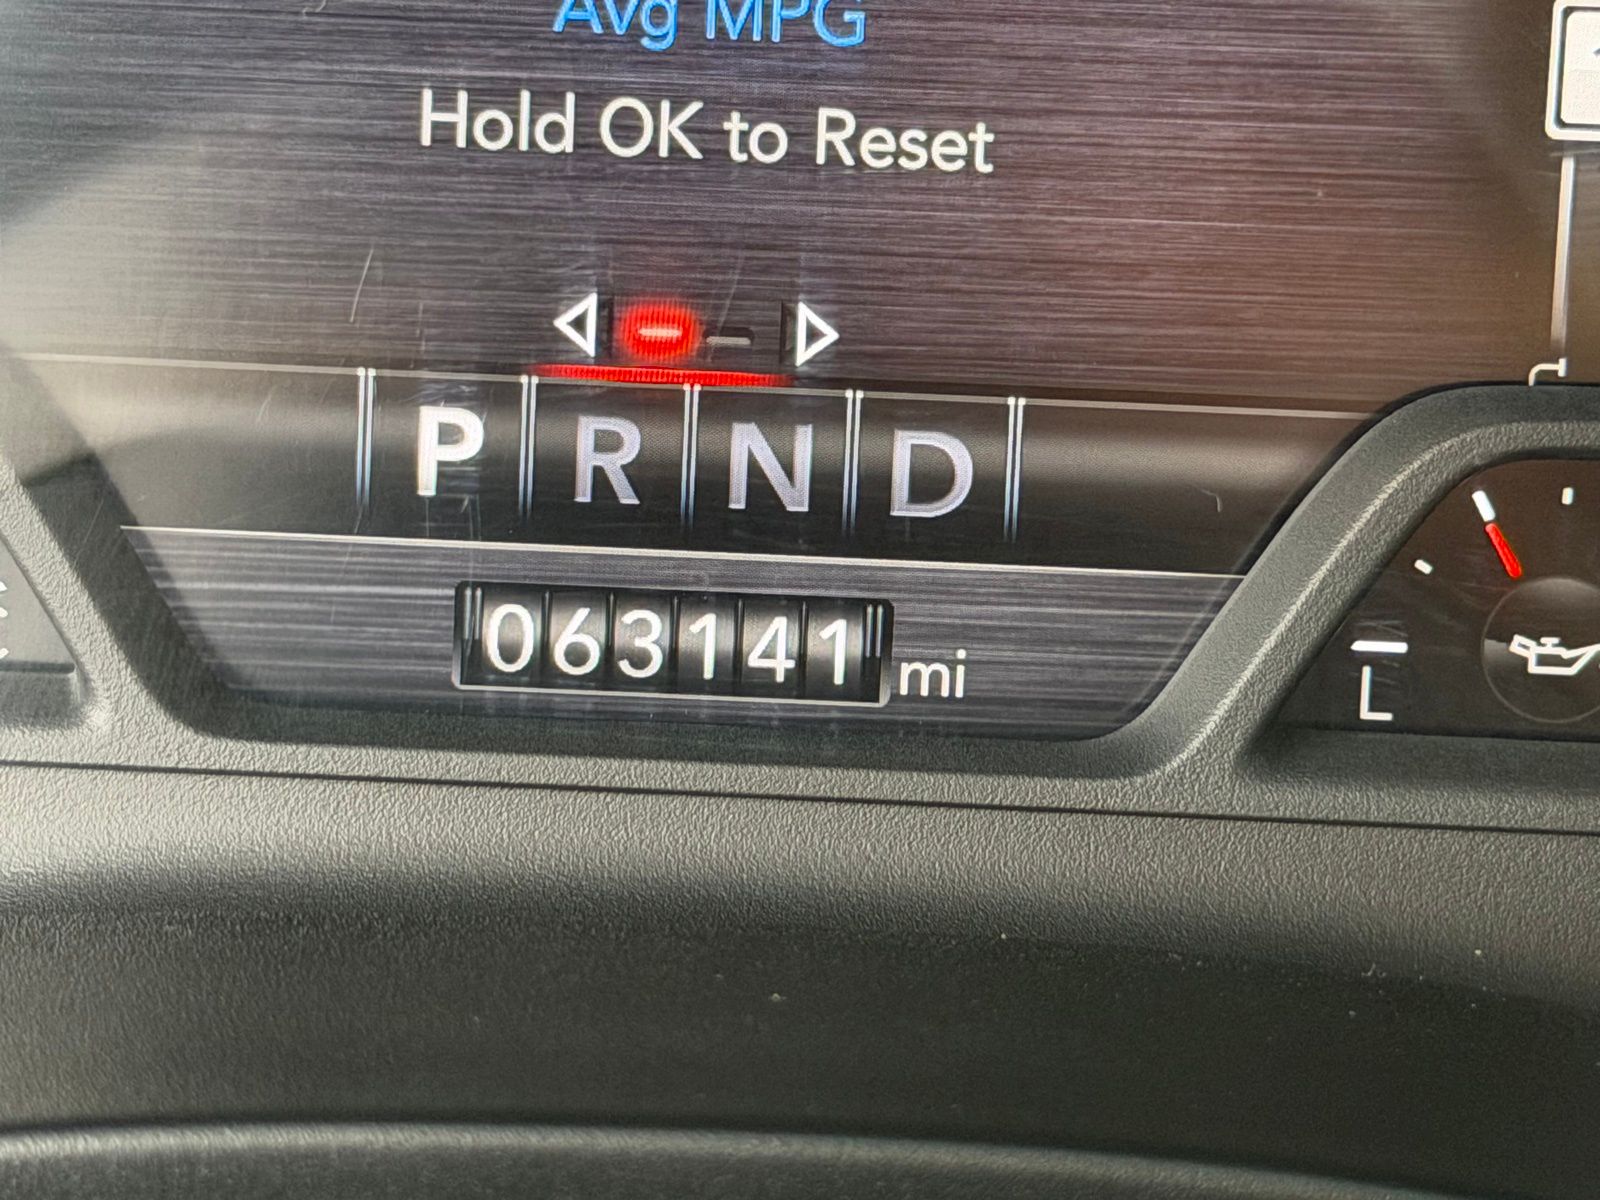 Avg MPG
Hold OK to Reset
P R N D
063141 mi
L